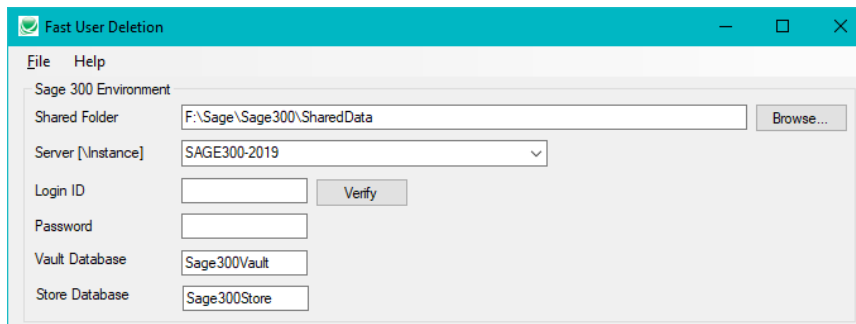 Fast User Deletion
File Help
Sage 300 Environment
Shared Folder F:\Sage\Sage300\SharedData Browse...
Server [\Instance] SAGE300-2019
Login ID Verify
Password
Vault Database Sage300Vault
Store Database Sage300Store